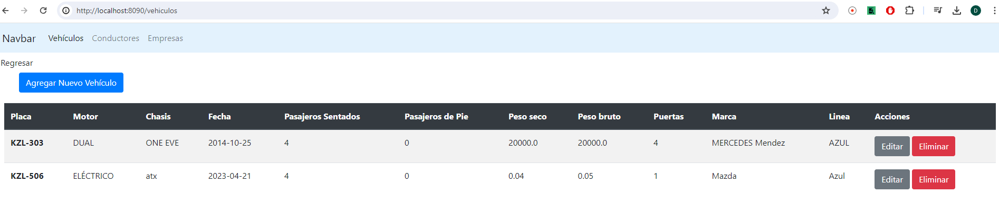 http://localhost:8090/vehiculos
D
Navbar Vehículos Conductores Empresas
Regresar
Agregar Nuevo Vehículo
Placa Motor Chasis Fecha Pasajeros Sentados Pasajeros de Pie Peso seco Peso bruto Puertas Marca Linea Acciones
KZL-303 DUAL ONE EVE 2014-10-25 4 0 20000.0 20000.0 4 MERCEDES Mendez AZUL Editar Eliminar
KZL-506 ELÉCTRICO atx 2023-04-21 4 0 0.04 0.05 1 Mazda Azul Editar Eliminar